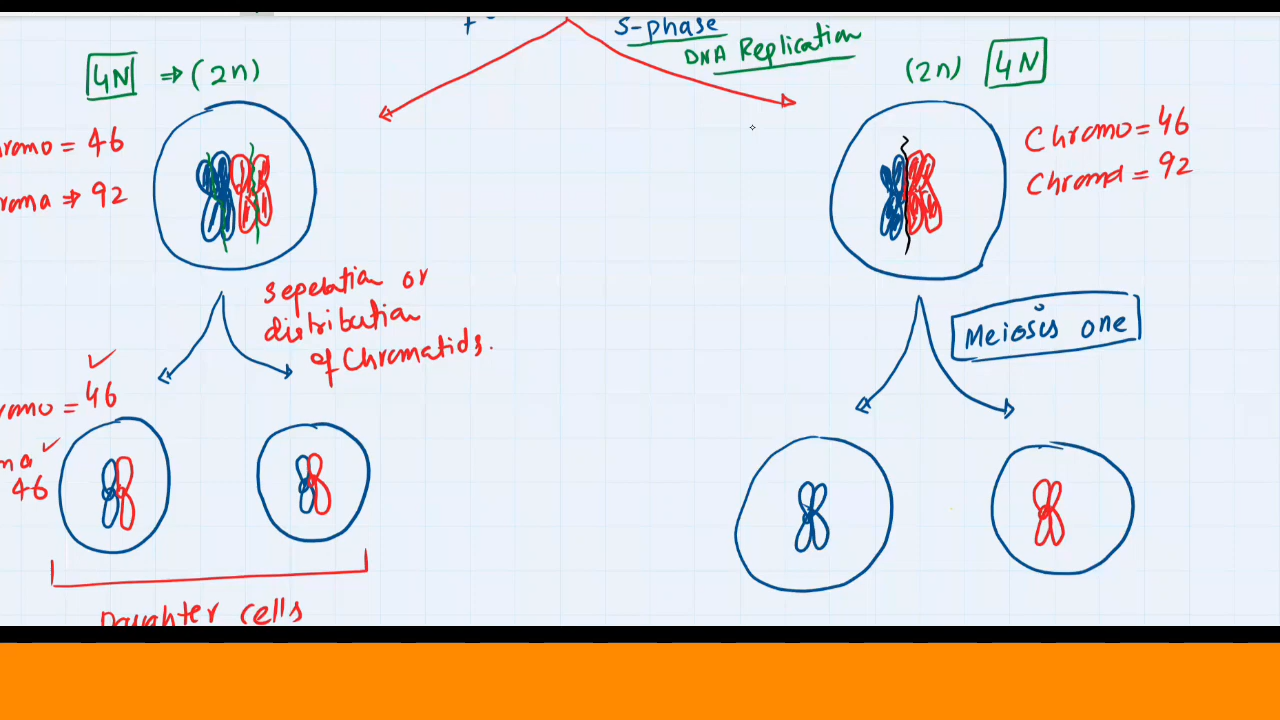 S-phase
DNA Replication
4N ⇒ (2n)
(2n) 4N
romo = 46
roma ⇒ 92
Chromo = 46
Chromd = 92
Sepetation or
distribution
of Chromatids.
Meiosis one
romo = 46
ma
46
Daughter cells